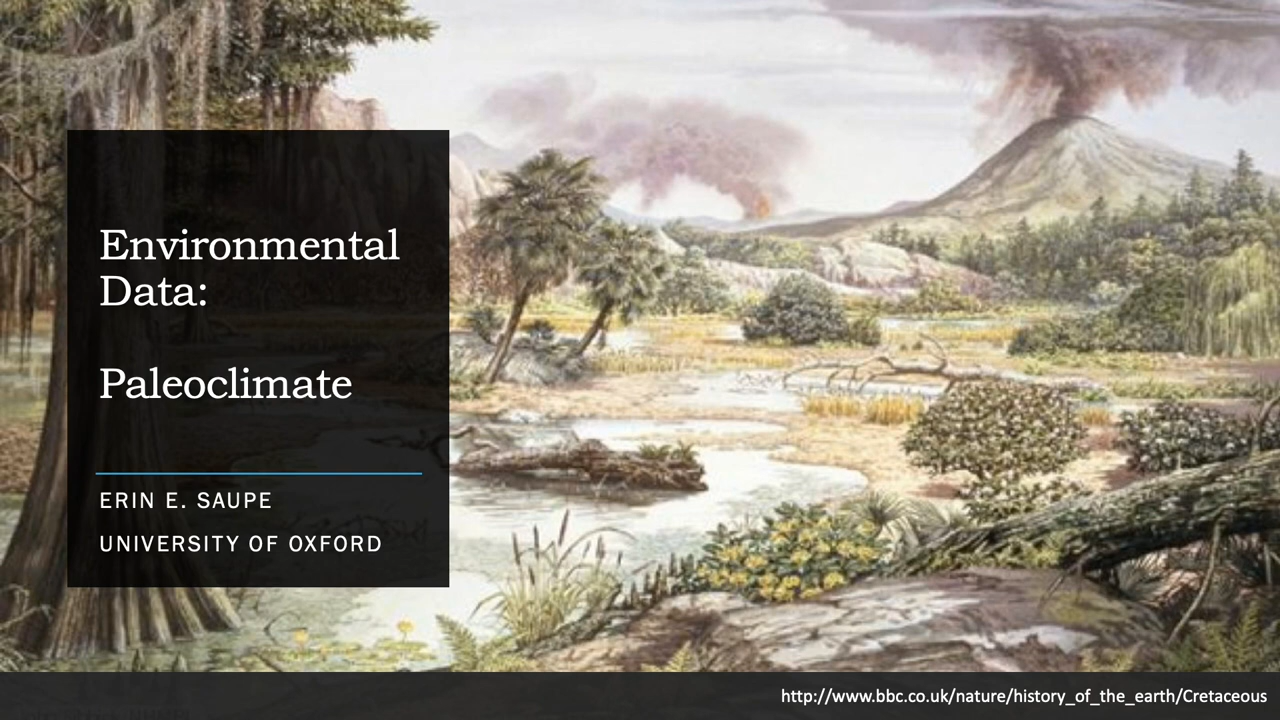 Environmental
Data:
Paleoclimate
ERIN E. SAUPE
UNIVERSITY OF OXFORD
http://www.bbc.co.uk/nature/history_of_the_earth/Cretaceous